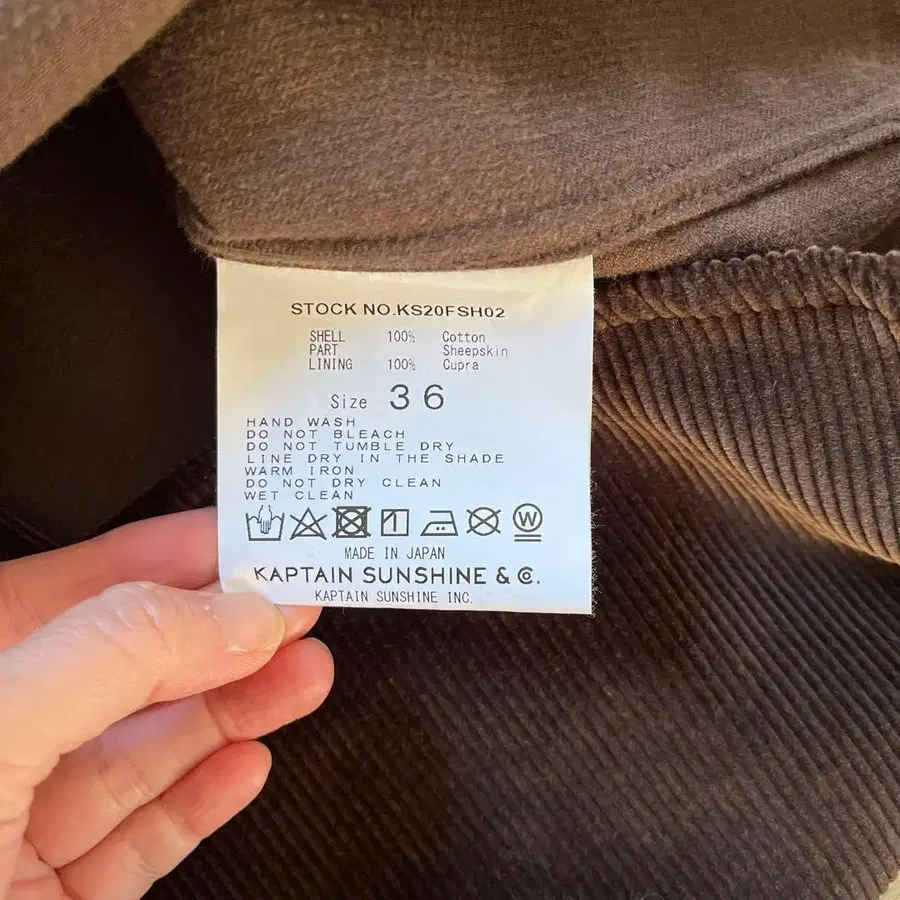 STOCK NO.KS20FSH02
SHELL 100% Cotton
PART Sheepskin
LINING 100% Cupra
Size 36
HAND WASH
DO NOT BLEACH
DO NOT TUMBLE DRY
LINE DRY IN THE SHADE
WARM IRON
DO NOT DRY CLEAN
WET CLEAN
W
MADE IN JAPAN
KAPTAIN SUNSHINE & Co.
KAPTAIN SUNSHINE INC.